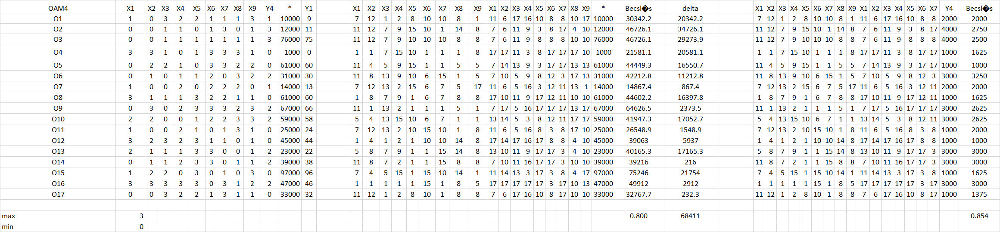 OAM4 X1 X2 X3 X4 X5 X6 X7 X8 X9 Y4 * Y1 X1 X2 X3 X4 X5 X6 X7 X8 X9 X1 X2 X3 X4 X5 X6 X7 X8 X9 * Becsl�s delta X1 X2 X3 X4 X5 X6 X7 X8 X9 X1 X2 X3 X4 X5 X6 X7 Y4 Becsl�s
O1 1 0 3 2 2 1 1 1 3 1 10000 9 7 12 1 2 8 10 10 8 1 11 6 17 16 10 8 8 10 17 10000 30342.2 20342.2 7 12 1 2 8 10 10 8 1 11 6 17 16 10 8 8 2000 2000
O2 0 0 1 1 0 1 3 0 1 3 12000 11 11 12 7 9 15 10 1 14 8 7 6 11 9 3 8 17 4 10 12000 46726.1 34726.1 11 12 7 9 15 10 1 14 8 7 6 11 9 3 8 17 4000 2750
O3 0 0 1 1 1 1 1 1 1 3 76000 75 11 12 7 9 10 10 10 8 8 7 6 11 9 8 8 8 10 10 76000 46726.1 29273.9 11 12 7 9 10 10 10 8 8 7 6 11 9 8 8 8 4000 2500
O4 3 3 1 0 1 3 3 3 1 0 1000 0 1 1 7 15 10 1 1 1 8 17 17 11 3 8 17 17 17 10 1000 21581.1 20581.1 1 1 7 15 10 1 1 1 8 17 17 11 3 8 17 17 1000 1625
O5 0 2 2 1 0 3 3 2 2 0 61000 60 11 4 5 9 15 1 1 5 5 7 14 13 9 3 17 17 13 13 61000 44449.3 16550.7 11 4 5 9 15 1 1 5 5 7 14 13 9 3 17 17 1000 1000
O6 0 1 0 1 1 2 0 3 2 2 31000 30 11 8 13 9 10 6 15 1 5 7 10 5 9 8 12 3 17 13 31000 42212.8 11212.8 11 8 13 9 10 6 15 1 5 7 10 5 9 8 12 3 3000 3250
O7 1 0 0 2 0 2 2 2 0 1 14000 13 7 12 13 2 15 6 7 5 17 11 6 5 16 3 12 11 13 1 14000 14867.4 867.4 7 12 13 2 15 6 7 5 17 11 6 5 16 3 12 11 2000 2000
O8 3 1 1 1 3 2 2 1 1 0 61000 60 1 8 7 9 1 6 7 8 8 17 10 11 9 17 12 11 10 10 61000 44602.2 16397.8 1 8 7 9 1 6 7 8 8 17 10 11 9 17 12 11 1000 1625
O9 0 3 0 2 3 3 3 2 3 2 67000 66 11 1 13 2 1 1 1 5 1 7 17 5 16 17 17 17 13 17 67000 64626.5 2373.5 11 1 13 2 1 1 1 5 1 7 17 5 16 17 17 17 3000 2625
O10 2 2 0 0 1 2 2 3 3 2 59000 58 5 4 13 15 10 6 7 1 1 13 14 5 3 8 12 11 17 17 59000 41947.3 17052.7 5 4 13 15 10 6 7 1 1 13 14 5 3 8 12 11 3000 2625
O11 1 0 0 2 1 0 1 3 1 0 25000 24 7 12 13 2 10 15 10 1 8 11 6 5 16 8 3 8 17 10 25000 26548.9 1548.9 7 12 13 2 10 15 10 1 8 11 6 5 16 8 3 8 1000 2000
O12 3 2 3 2 3 1 1 0 1 0 45000 44 1 4 1 2 1 10 10 14 8 17 14 17 16 17 8 8 4 10 45000 39063 5937 1 4 1 2 1 10 10 14 8 17 14 17 16 17 8 8 1000 1000
O13 2 1 1 1 3 3 0 0 1 2 23000 22 5 8 7 9 1 1 15 14 8 13 10 11 9 17 17 3 4 10 23000 40165.3 17165.3 5 8 7 9 1 1 15 14 8 13 10 11 9 17 17 3 3000 3000
O14 0 1 1 2 3 3 0 1 1 2 39000 38 11 8 7 2 1 1 15 8 8 7 10 11 16 17 17 3 10 10 39000 39216 216 11 8 7 2 1 1 15 8 8 7 10 11 16 17 17 3 3000 3000
O15 1 2 2 0 3 0 1 0 3 0 97000 96 7 4 5 15 1 15 10 14 1 11 14 13 3 17 3 8 4 17 97000 75246 21754 7 4 5 15 1 15 10 14 1 11 14 13 3 17 3 8 1000 1625
O16 3 3 3 3 3 0 3 1 2 2 47000 46 1 1 1 1 1 15 1 8 5 17 17 17 17 17 3 17 10 13 47000 49912 2912 1 1 1 1 1 15 1 8 5 17 17 17 17 17 3 17 3000 3000
O17 0 0 3 2 2 1 3 1 1 0 33000 32 11 12 1 2 8 10 1 8 8 7 6 17 16 10 8 17 10 10 33000 32767.7 232.3 11 12 1 2 8 10 1 8 8 7 6 17 16 10 8 17 1000 1375
max 3 0.800 68411 0.854
min 0